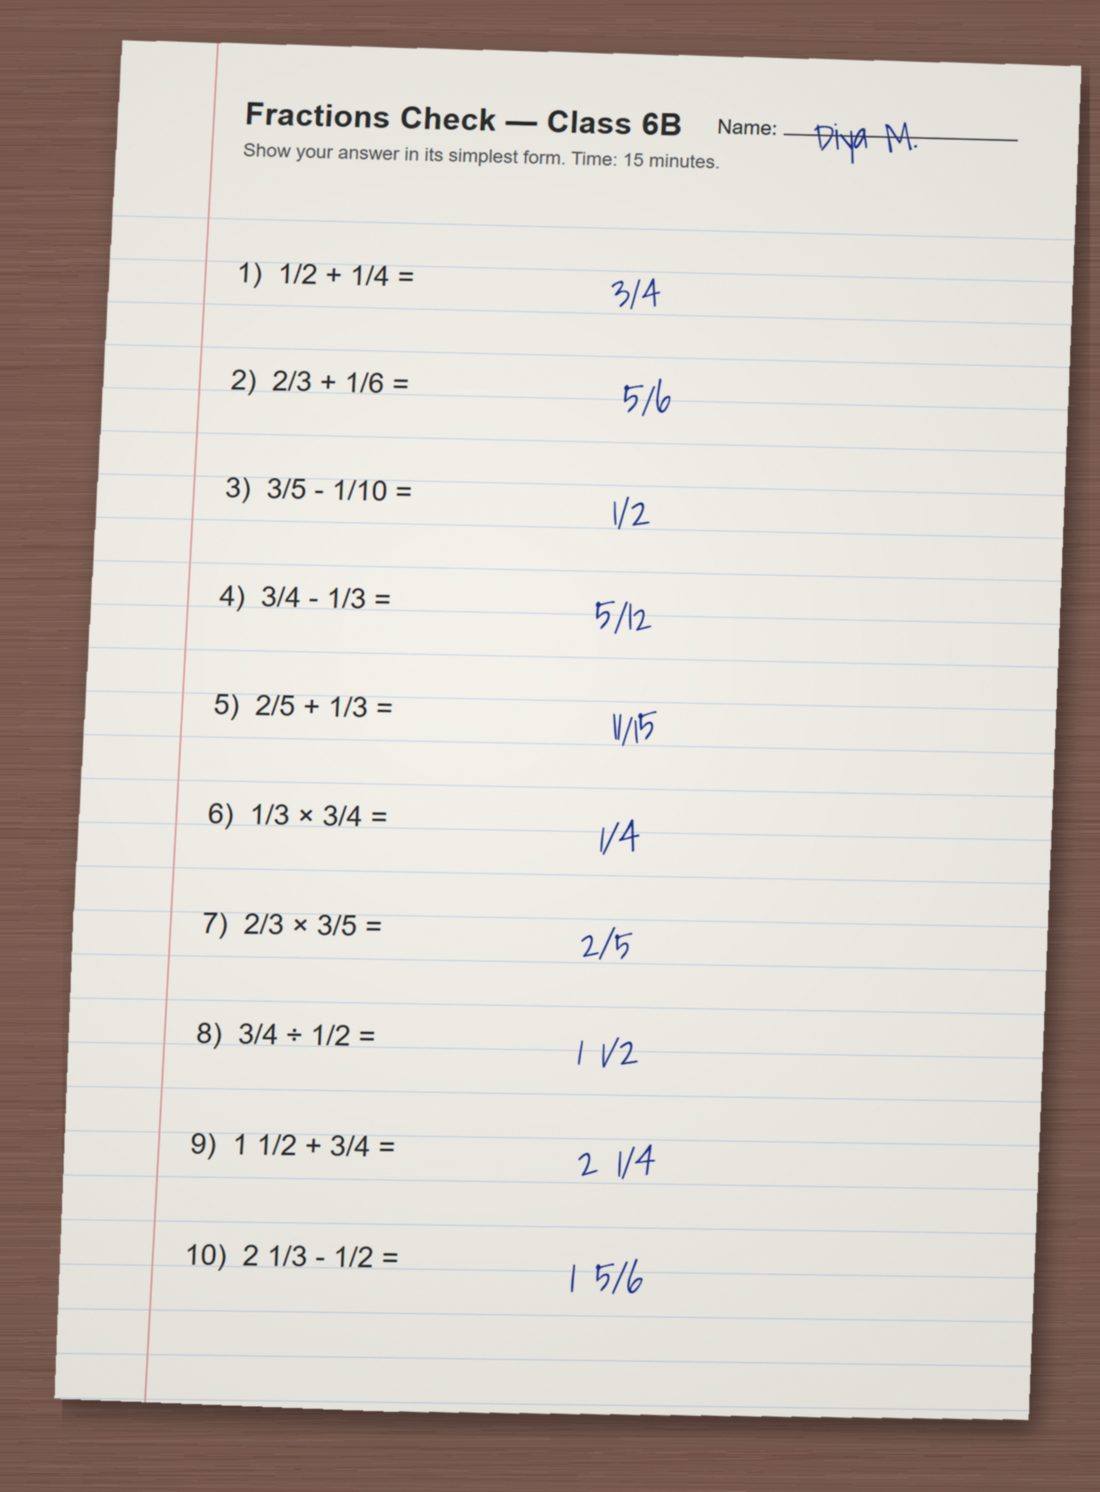 Fractions Check — Class 6B Name: Diya M.
Show your answer in its simplest form. Time: 15 minutes.
1) 1/2 + 1/4 = 3/4
2) 2/3 + 1/6 = 5/6
3) 3/5 - 1/10 = 1/2
4) 3/4 - 1/3 = 5/12
5) 2/5 + 1/3 = 11/15
6) 1/3 × 3/4 = 1/4
7) 2/3 × 3/5 = 2/5
8) 3/4 ÷ 1/2 = 1 1/2
9) 1 1/2 + 3/4 = 2 1/4
10) 2 1/3 - 1/2 = 1 5/6